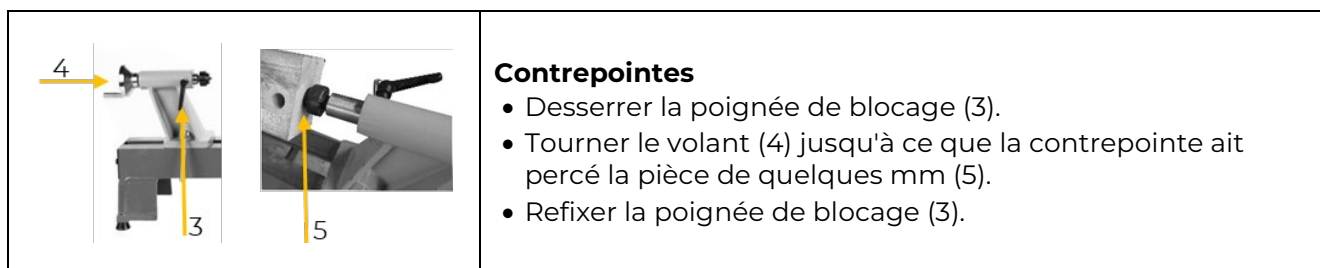 4
3
5
Contrepointes
• Desserrer la poignée de blocage (3).
• Tourner le volant (4) jusqu'à ce que la contrepointe ait
percé la pièce de quelques mm (5).
• Refixer la poignée de blocage (3).